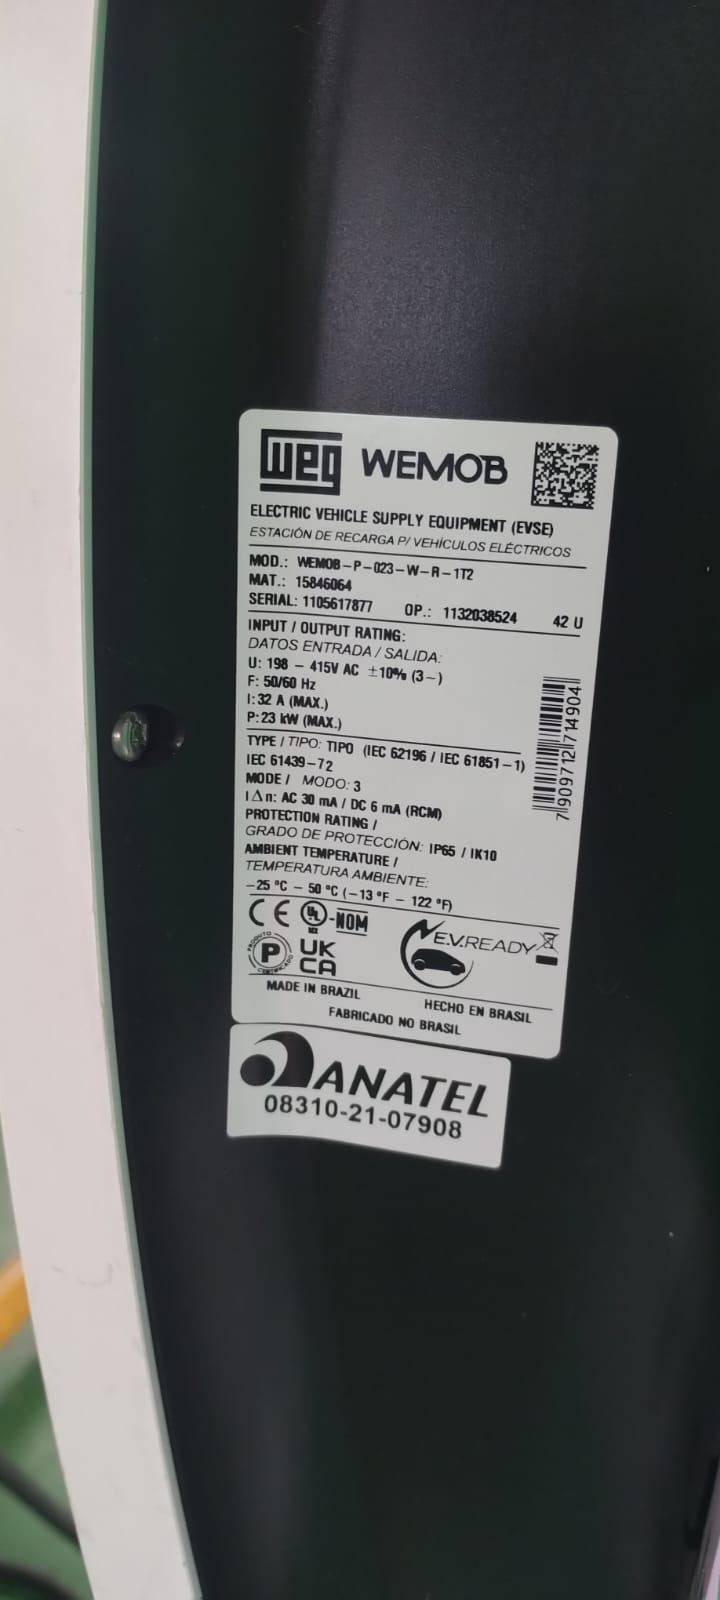 weg WEMOB
ELECTRIC VEHICLE SUPPLY EQUIPMENT (EVSE)
ESTACIÓN DE RECARGA P/ VEHÍCULOS ELÉCTRICOS
MOD.: WEMOB-P-023-W-R-1T2
MAT.: 15846064
SERIAL: 1105617877 OP.: 1132038524 42 U
INPUT / OUTPUT RATING:
DATOS ENTRADA / SALIDA:
U: 198 - 415V AC ±10% (3~)
F: 50/60 Hz
I: 32 A (MAX.)
P: 23 kW (MAX.)
7909712714904
TYPE / TIPO: TIPO (IEC 62196 / IEC 61851-1)
IEC 61439-72
MODE / MODO: 3
I∆n: AC 30 mA / DC 6 mA (RCM)
PROTECTION RATING /
GRADO DE PROTECCIÓN: IP65 / IK10
AMBIENT TEMPERATURE /
TEMPERATURA AMBIENTE:
-25 °C - 50 °C (-13 °F - 122 °F)
CE UL -NOM
MX
PRODUTO P CERTIFICADO
UK
CA
E.V.READY
MADE IN BRAZIL HECHO EN BRASIL
FABRICADO NO BRASIL
ANATEL
08310-21-07908